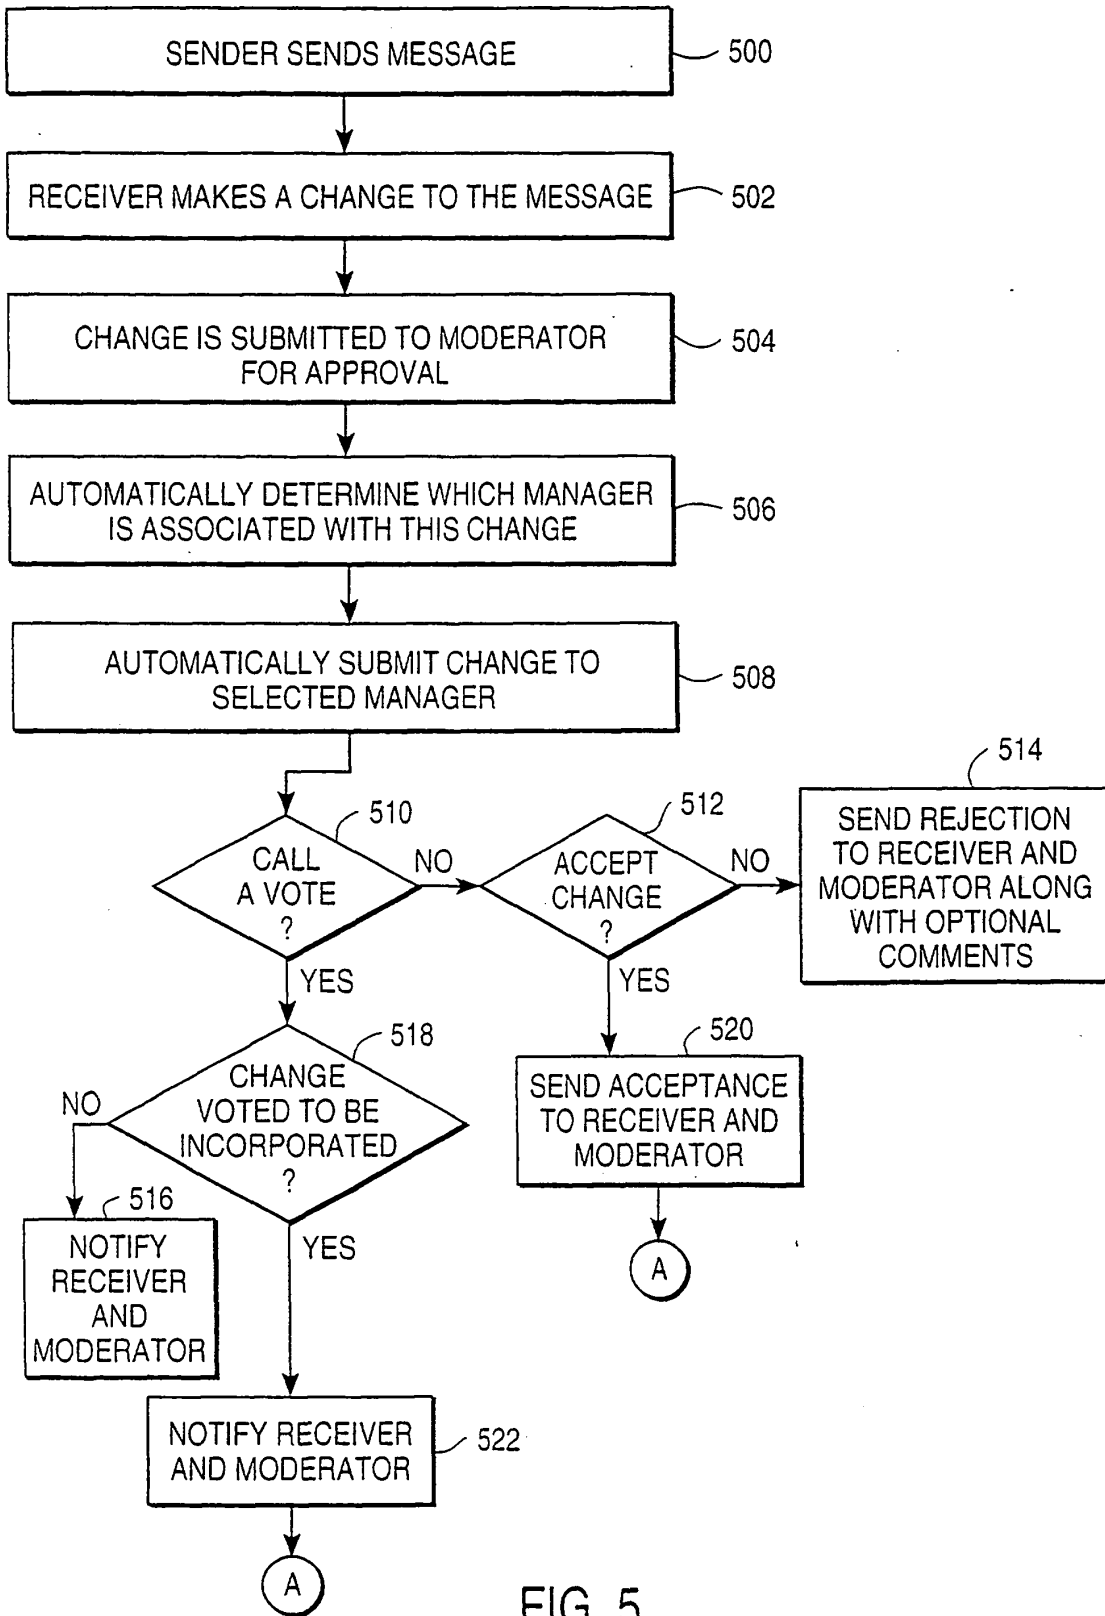 SENDER SENDS MESSAGE
500
RECEIVER MAKES A CHANGE TO THE MESSAGE
502
CHANGE IS SUBMITTED TO MODERATOR
FOR APPROVAL
504
AUTOMATICALLY DETERMINE WHICH MANAGER
IS ASSOCIATED WITH THIS CHANGE
506
AUTOMATICALLY SUBMIT CHANGE TO
SELECTED MANAGER
508
510
CALL
A VOTE
?
NO
YES
512
ACCEPT
CHANGE
?
NO
YES
514
SEND REJECTION
TO RECEIVER AND
MODERATOR ALONG
WITH OPTIONAL
COMMENTS
518
CHANGE
VOTED TO BE
INCORPORATED
?
NO
YES
520
SEND ACCEPTANCE
TO RECEIVER AND
MODERATOR
A
516
NOTIFY
RECEIVER
AND
MODERATOR
NOTIFY RECEIVER
AND MODERATOR
522
A
FIG. 5